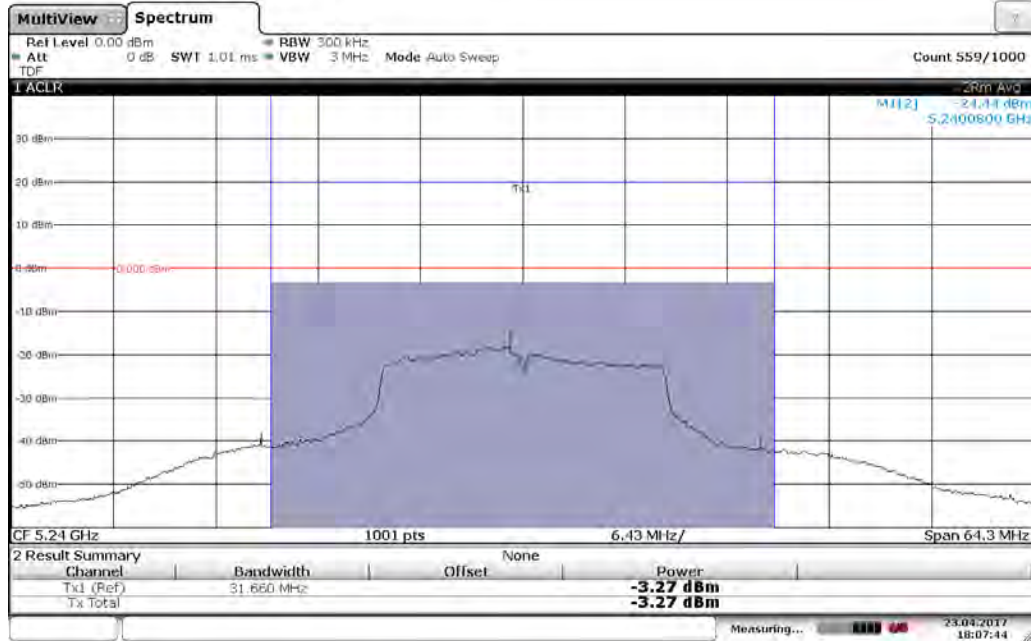 MultiView Spectrum
Ref Level 0.00 dBm RBW 300 kHz
Att 0 dB SWT 1.01 ms VBW 3 MHz Mode Auto Sweep Count 559/1000
TDF
1 ACLR 2Rm Avg
M1[2] -24.44 dBm
5.2400800 GHz
30 dBm
20 dBm
Tx1
10 dBm
0 dBm 0.000 dBm
-10 dBm
-20 dBm
-30 dBm
-40 dBm
-50 dBm
CF 5.24 GHz 1001 pts 6.43 MHz/ Span 64.3 MHz
2 Result Summary None
Channel Bandwidth Offset Power
Tx1 (Ref) 31.660 MHz -3.27 dBm
Tx Total -3.27 dBm
Measuring... 23.04.2017
18:07:44